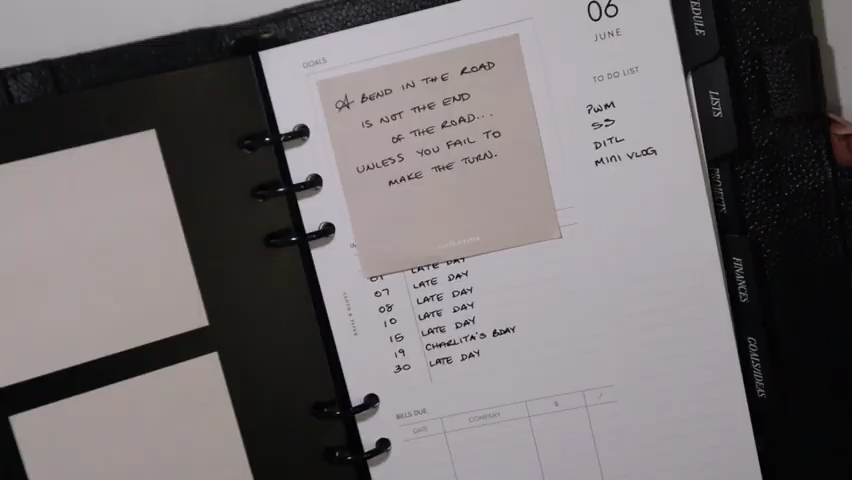 GOALS
A BEND IN THE ROAD
IS NOT THE END
OF THE ROAD...
UNLESS YOU FAIL TO
MAKE THE TURN.
06
JUNE
TO DO LIST
PWM
SS
DITL
MINI VLOG
01 LATE DAY
07 LATE DAY
08 LATE DAY
10 LATE DAY
15 LATE DAY
19 CHARLITA'S BDAY
30 LATE DAY
BILLS DUE
DATE COMPANY $ ✓
LISTS
PROJECTS
FINANCES
GOALS/IDEAS